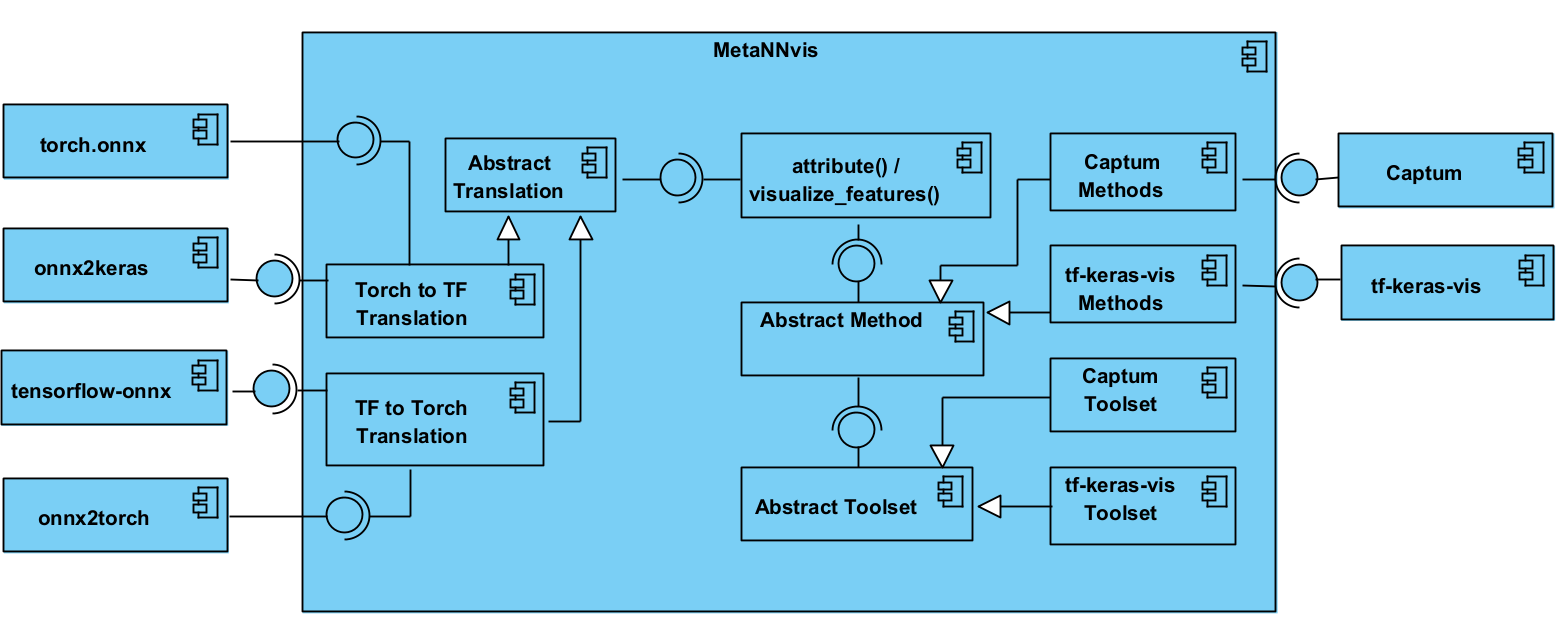 MetaNNvis
torch.onnx
onnx2keras
tensorflow-onnx
onnx2torch
Abstract
Translation
Torch to TF
Translation
TF to Torch
Translation
attribute() /
visualize_features()
Abstract Method
Abstract Toolset
Captum
Methods
tf-keras-vis
Methods
Captum
Toolset
tf-keras-vis
Toolset
Captum
tf-keras-vis